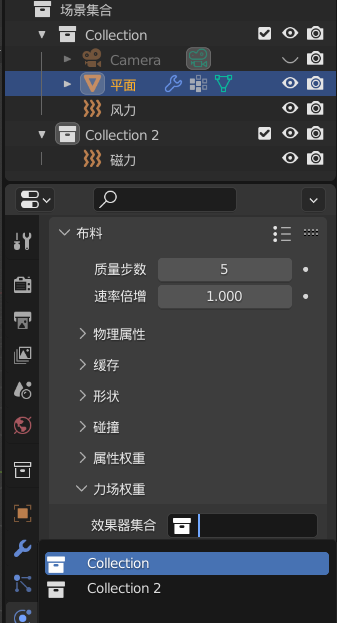 场景集合
Collection
Camera
平面
风力
Collection 2
磁力
布料
质量步数 5
速率倍增 1.000
物理属性
缓存
形状
碰撞
属性权重
力场权重
效果器集合
Collection
Collection 2